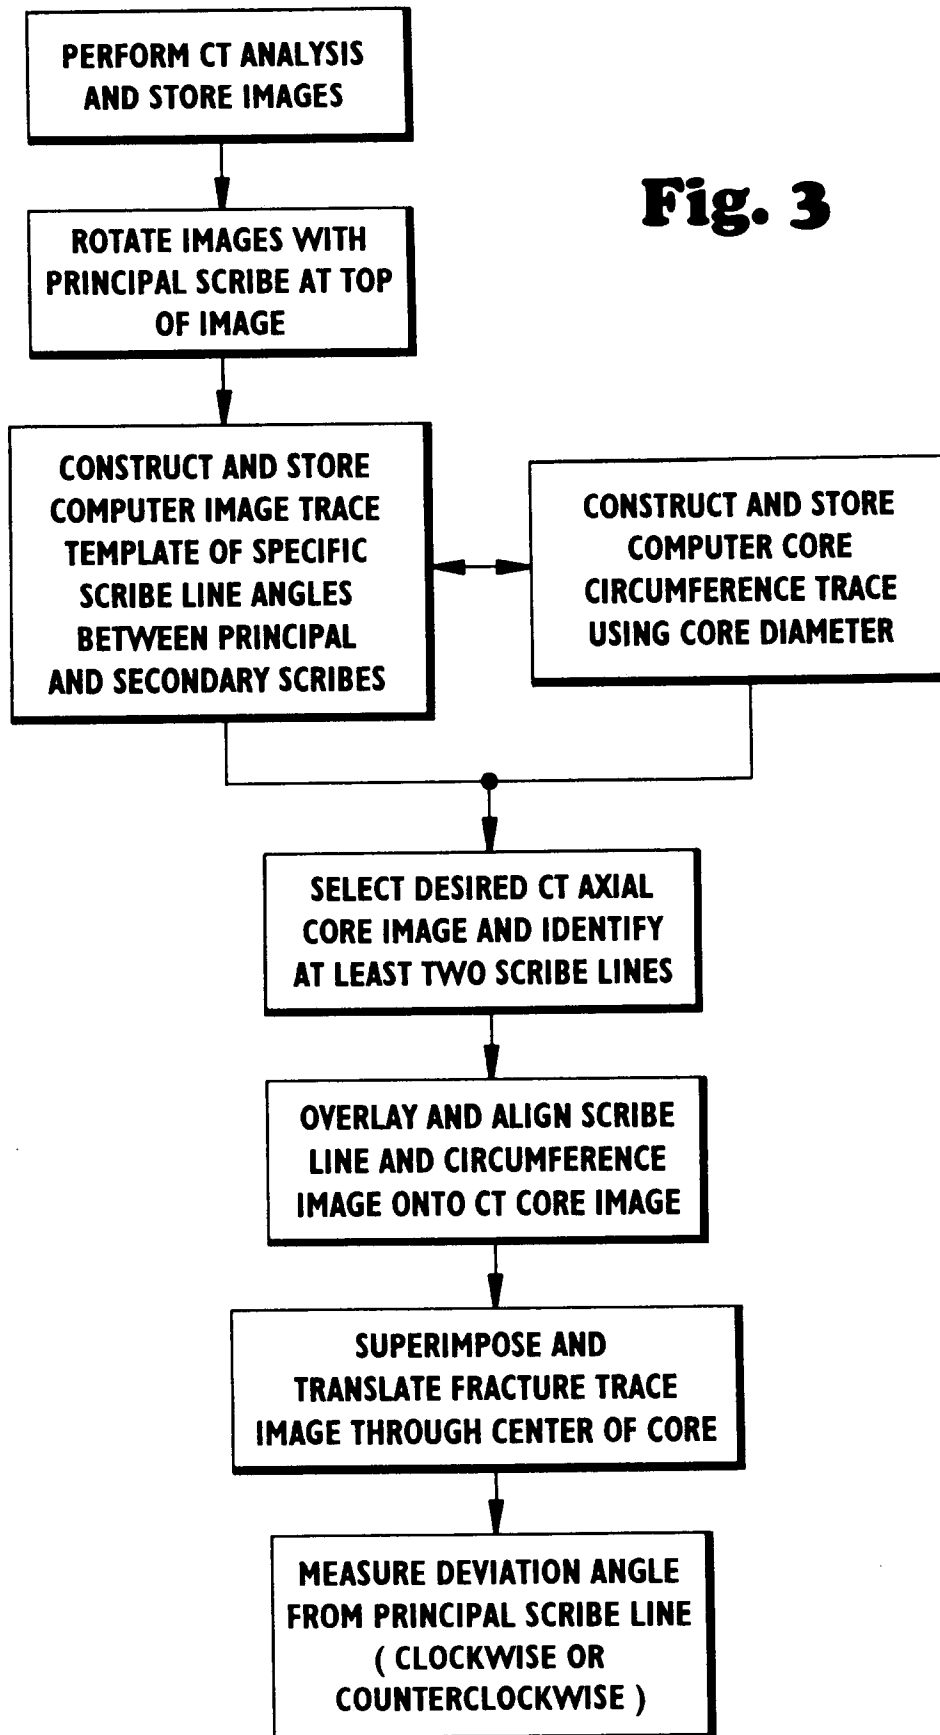 PERFORM CT ANALYSIS
AND STORE IMAGES
Fig. 3
ROTATE IMAGES WITH
PRINCIPAL SCRIBE AT TOP
OF IMAGE
CONSTRUCT AND STORE
COMPUTER IMAGE TRACE
TEMPLATE OF SPECIFIC
SCRIBE LINE ANGLES
BETWEEN PRINCIPAL
AND SECONDARY SCRIBES
CONSTRUCT AND STORE
COMPUTER CORE
CIRCUMFERENCE TRACE
USING CORE DIAMETER
SELECT DESIRED CT AXIAL
CORE IMAGE AND IDENTIFY
AT LEAST TWO SCRIBE LINES
OVERLAY AND ALIGN SCRIBE
LINE AND CIRCUMFERENCE
IMAGE ONTO CT CORE IMAGE
SUPERIMPOSE AND
TRANSLATE FRACTURE TRACE
IMAGE THROUGH CENTER OF CORE
MEASURE DEVIATION ANGLE
FROM PRINCIPAL SCRIBE LINE
( CLOCKWISE OR
COUNTERCLOCKWISE )